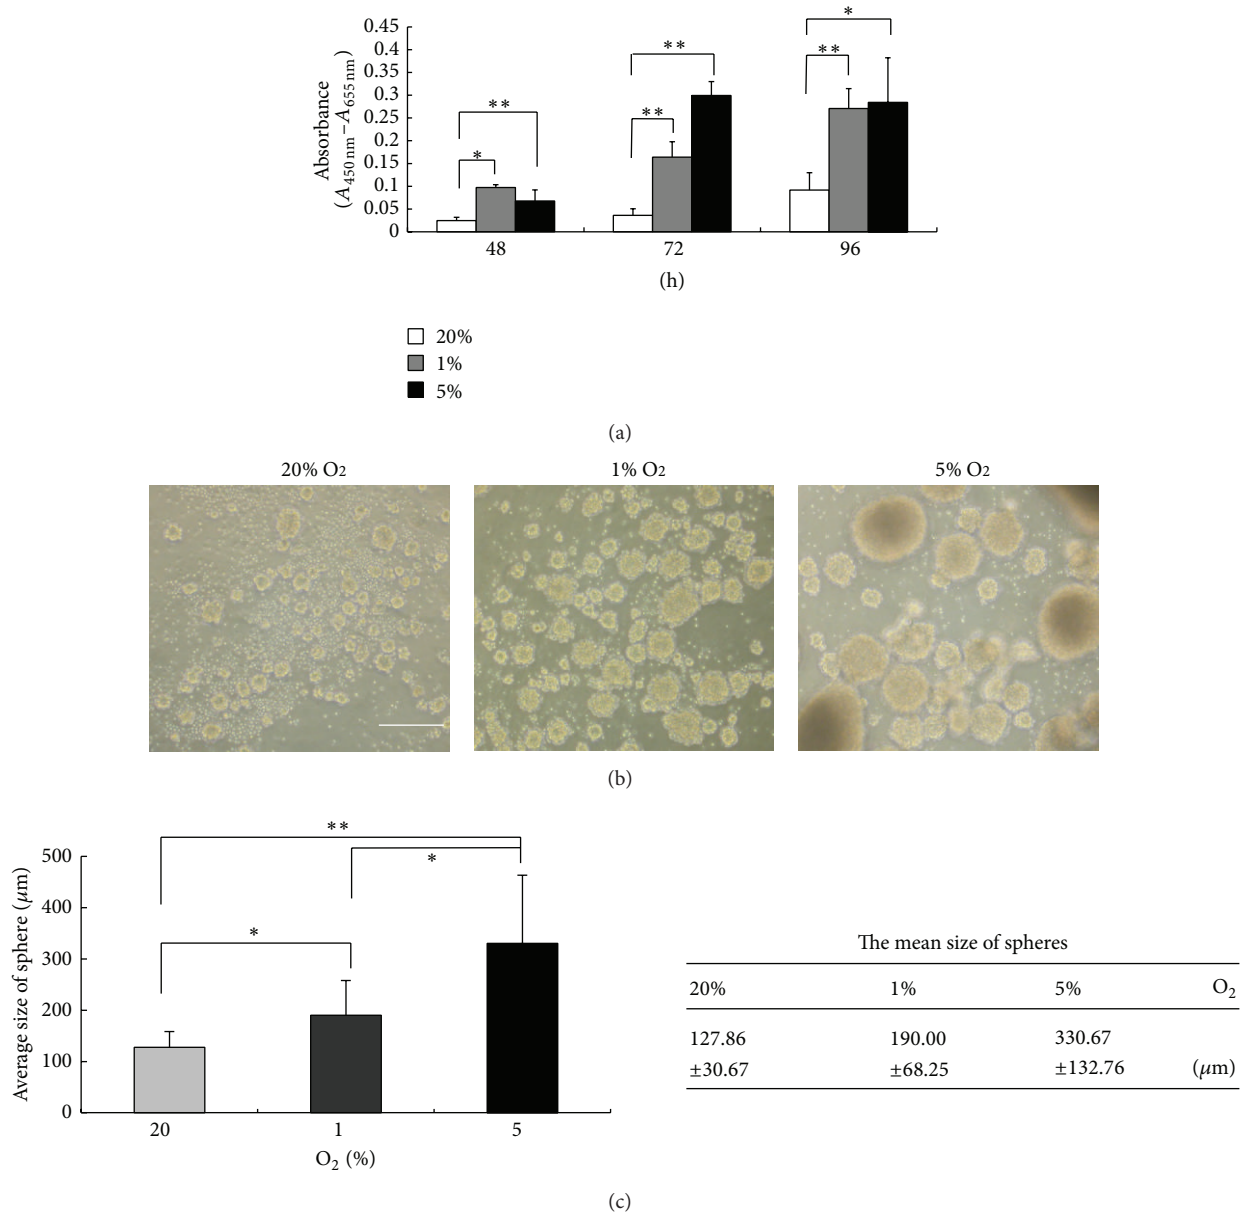 0.45
0.4
0.35
0.3
0.25
0.2
0.15
0.1
0.05
0
Absorbance
(A450 nm−A655 nm)
** * ** ** ** *
48 72 96
(h)
20%
1%
5%
(a)
20% O2 1% O2 5% O2
(b)
500
400
300
200
100
0
Average size of sphere (μm)
**
*
*
20 1 5
O2 (%)
The mean size of spheres
20% 1% 5% O2
127.86 190.00 330.67
±30.67 ±68.25 ±132.76 (μm)
(c)